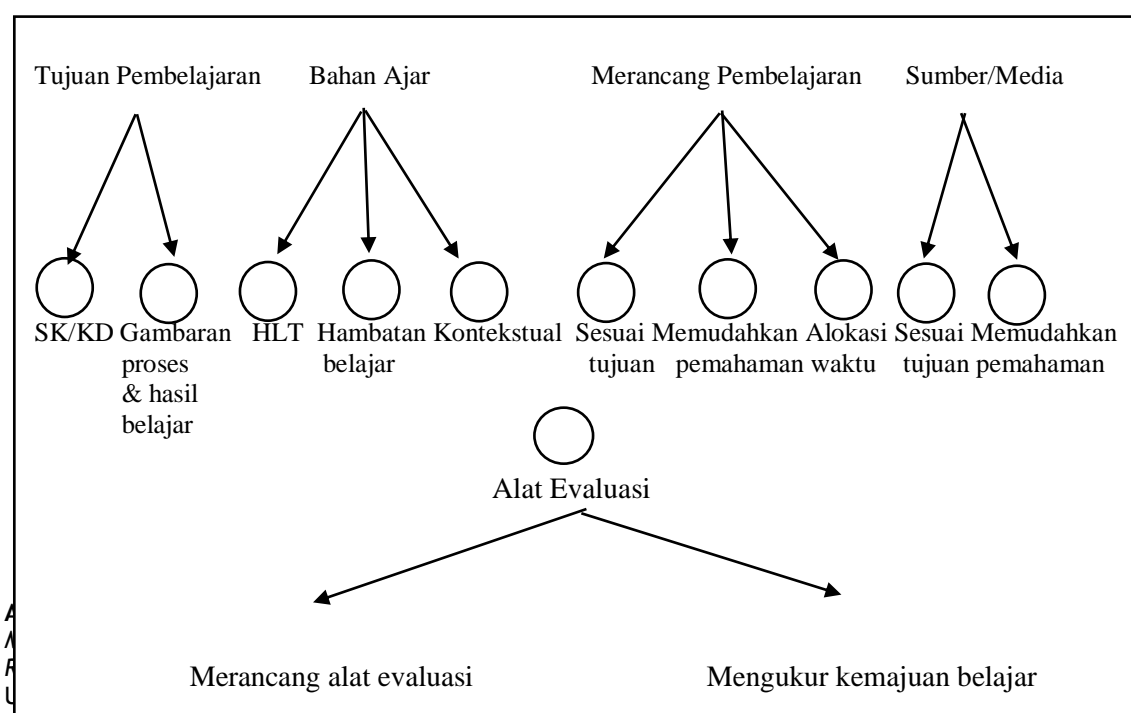 Tujuan Pembelajaran Bahan Ajar Merancang Pembelajaran Sumber/Media
SK/KD Gambaran HLT Hambatan Kontekstual Sesuai Memudahkan Alokasi Sesuai Memudahkan
proses belajar tujuan pemahaman waktu tujuan pemahaman
& hasil
belajar
Alat Evaluasi
Merancang alat evaluasi Mengukur kemajuan belajar